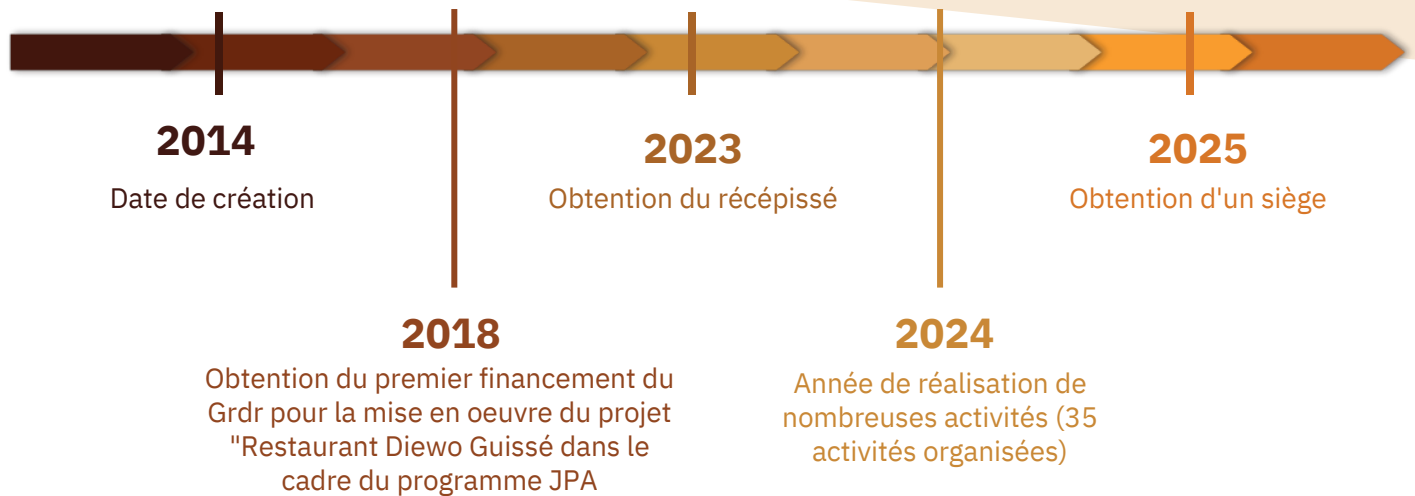 2014
Date de création
2018
Obtention du premier financement du
Grdr pour la mise en oeuvre du projet
"Restaurant Diewo Guissé dans le
cadre du programme JPA
2023
Obtention du récépissé
2024
Année de réalisation de
nombreuses activités (35
activités organisées)
2025
Obtention d'un siège